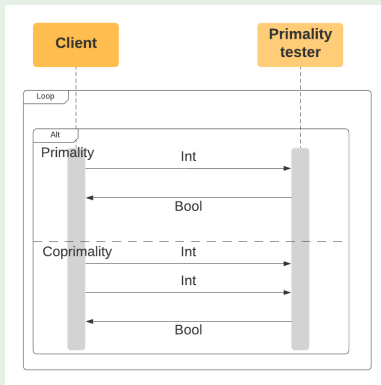 Client
Primality
tester
Loop
Alt
Primality
Int
Bool
Coprimality
Int
Int
Bool